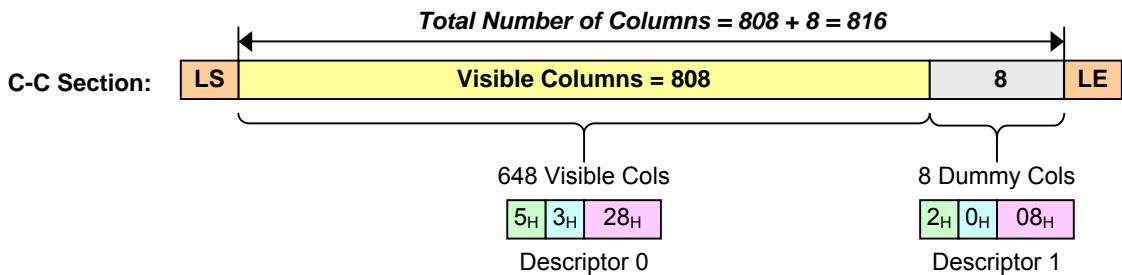 Total Number of Columns = 808 + 8 = 816
C-C Section: LS Visible Columns = 808 8 LE
648 Visible Cols 8 Dummy Cols
5H 3H 28H 2H 0H 08H
Descriptor 0 Descriptor 1